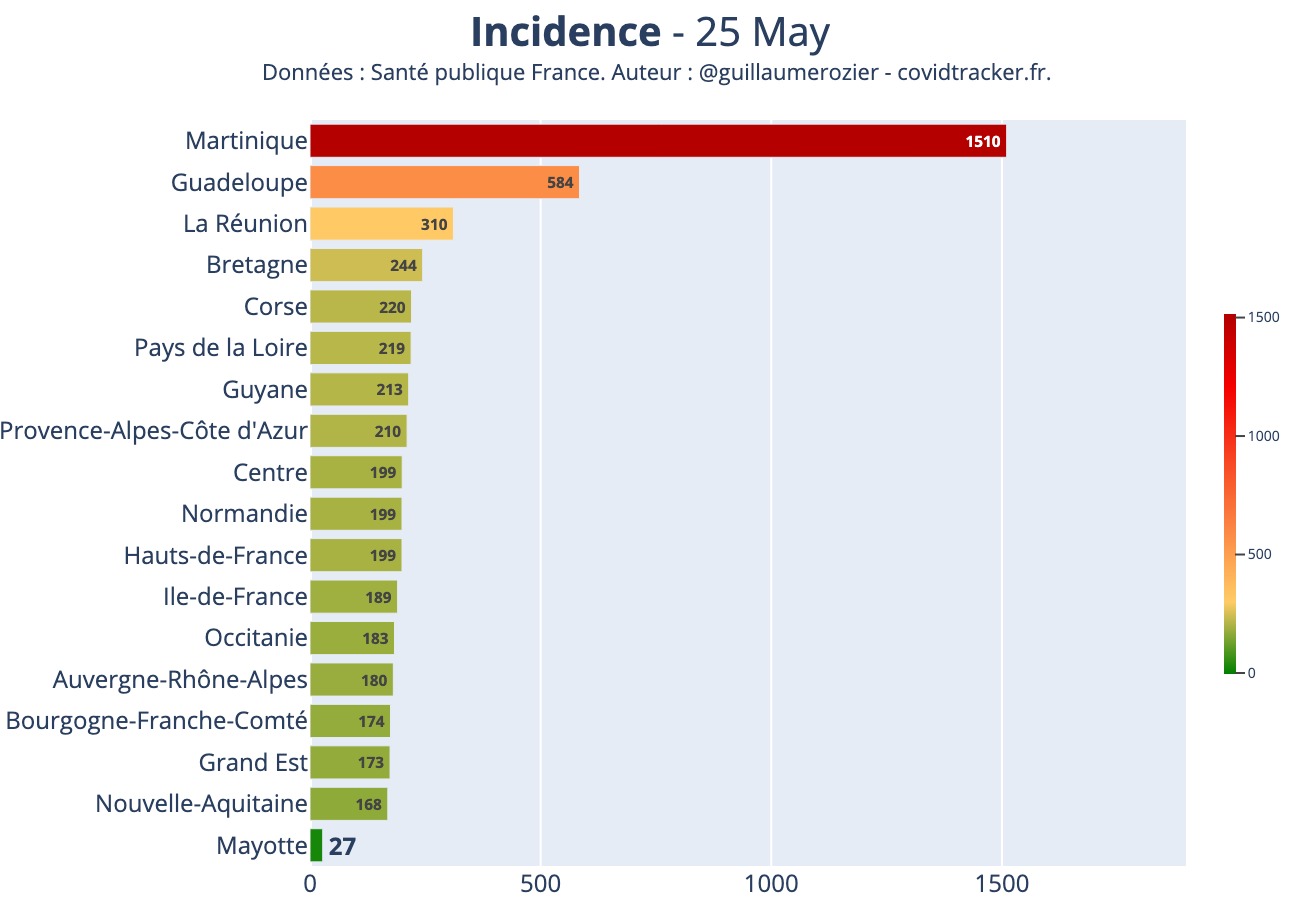 Incidence - 25 May
Données : Santé publique France. Auteur : @guillaumerozier - covidtracker.fr.
Martinique 1510
Guadeloupe 584
La Réunion 310
Bretagne 244
Corse 220
Pays de la Loire 219
Guyane 213
Provence-Alpes-Côte d'Azur 210
Centre 199
Normandie 199
Hauts-de-France 199
Ile-de-France 189
Occitanie 183
Auvergne-Rhône-Alpes 180
Bourgogne-Franche-Comté 174
Grand Est 173
Nouvelle-Aquitaine 168
Mayotte 27
0 500 1000 1500
1500
1000
500
0